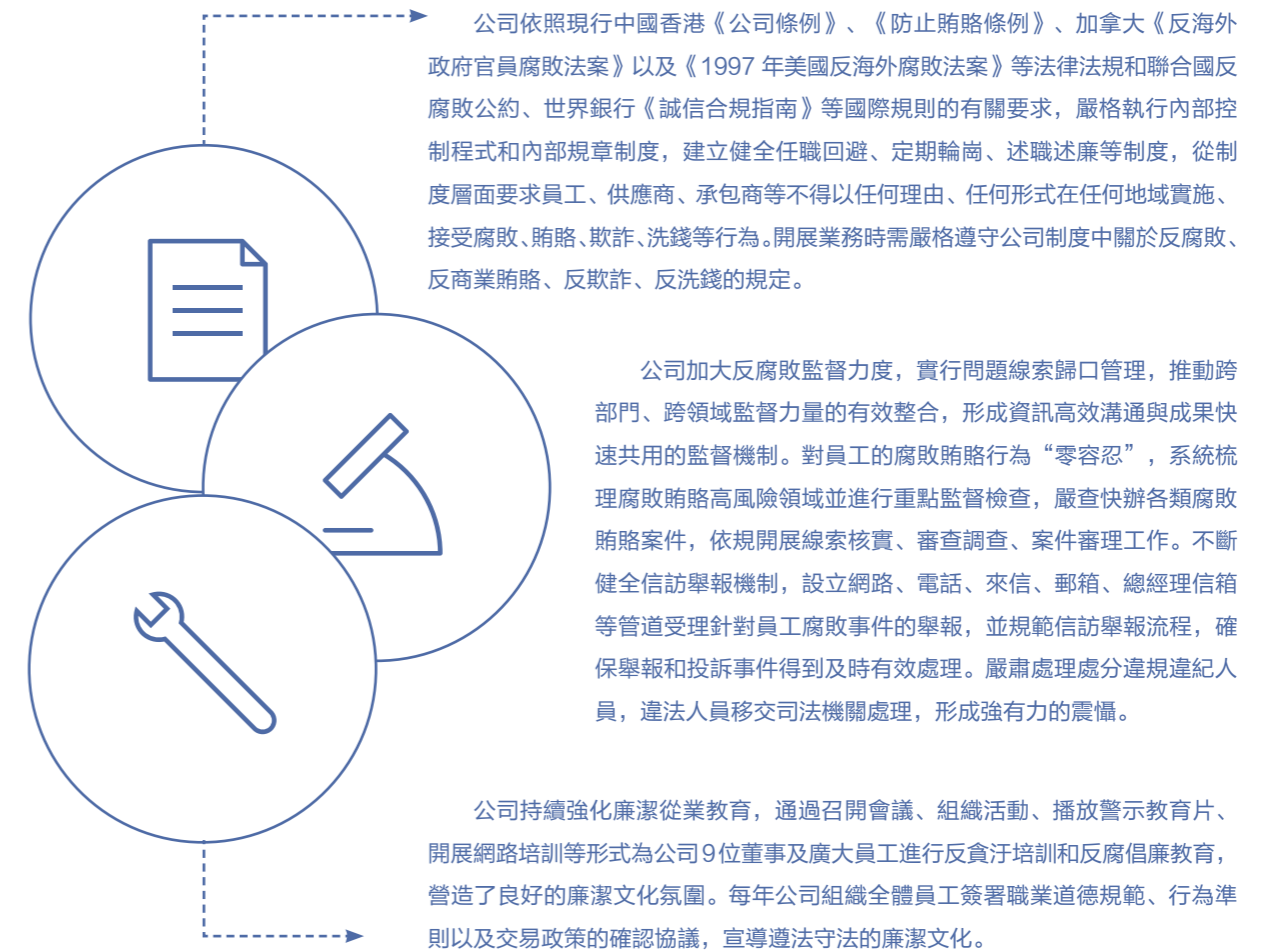 公司依照現行中國香港《公司條例》、《防止賄賂條例》、加拿大《反海外
政府官員腐敗法案》以及《1997 年美國反海外腐敗法案》等法律法規和聯合國反
腐敗公約、世界銀行《誠信合規指南》等國際規則的有關要求，嚴格執行內部控
制程式和內部規章制度，建立健全任職回避、定期輪崗、述職述廉等制度，從制
度層面要求員工、供應商、承包商等不得以任何理由、任何形式在任何地域實施、
接受腐敗、賄賂、欺詐、洗錢等行為。開展業務時需嚴格遵守公司制度中關於反腐敗、
反商業賄賂、反欺詐、反洗錢的規定。
公司加大反腐敗監督力度，實行問題線索歸口管理，推動跨
部門、跨領域監督力量的有效整合，形成資訊高效溝通與成果快
速共用的監督機制。對員工的腐敗賄賂行為“零容忍”，系統梳
理腐敗賄賂高風險領域並進行重點監督檢查，嚴查快辦各類腐敗
賄賂案件，依規開展線索核實、審查調查、案件審理工作。不斷
健全信訪舉報機制，設立網路、電話、來信、郵箱、總經理信箱
等管道受理針對員工腐敗事件的舉報，並規範信訪舉報流程，確
保舉報和投訴事件得到及時有效處理。嚴肅處理處分違規違紀人
員，違法人員移交司法機關處理，形成強有力的震懾。
公司持續強化廉潔從業教育，通過召開會議、組織活動、播放警示教育片、
開展網路培訓等形式為公司9位董事及廣大員工進行反貪汙培訓和反腐倡廉教育，
營造了良好的廉潔文化氛圍。每年公司組織全體員工簽署職業道德規範、行為準
則以及交易政策的確認協議，宣導遵法守法的廉潔文化。